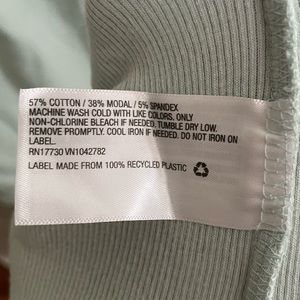 57% COTTON / 38% MODAL / 5% SPANDEX
MACHINE WASH COLD WITH LIKE COLORS. ONLY
NON-CHLORINE BLEACH IF NEEDED. TUMBLE DRY LOW.
REMOVE PROMPTLY. COOL IRON IF NEEDED. DO NOT IRON ON
LABEL.
RN17730 VN1042782
LABEL MADE FROM 100% RECYCLED PLASTIC